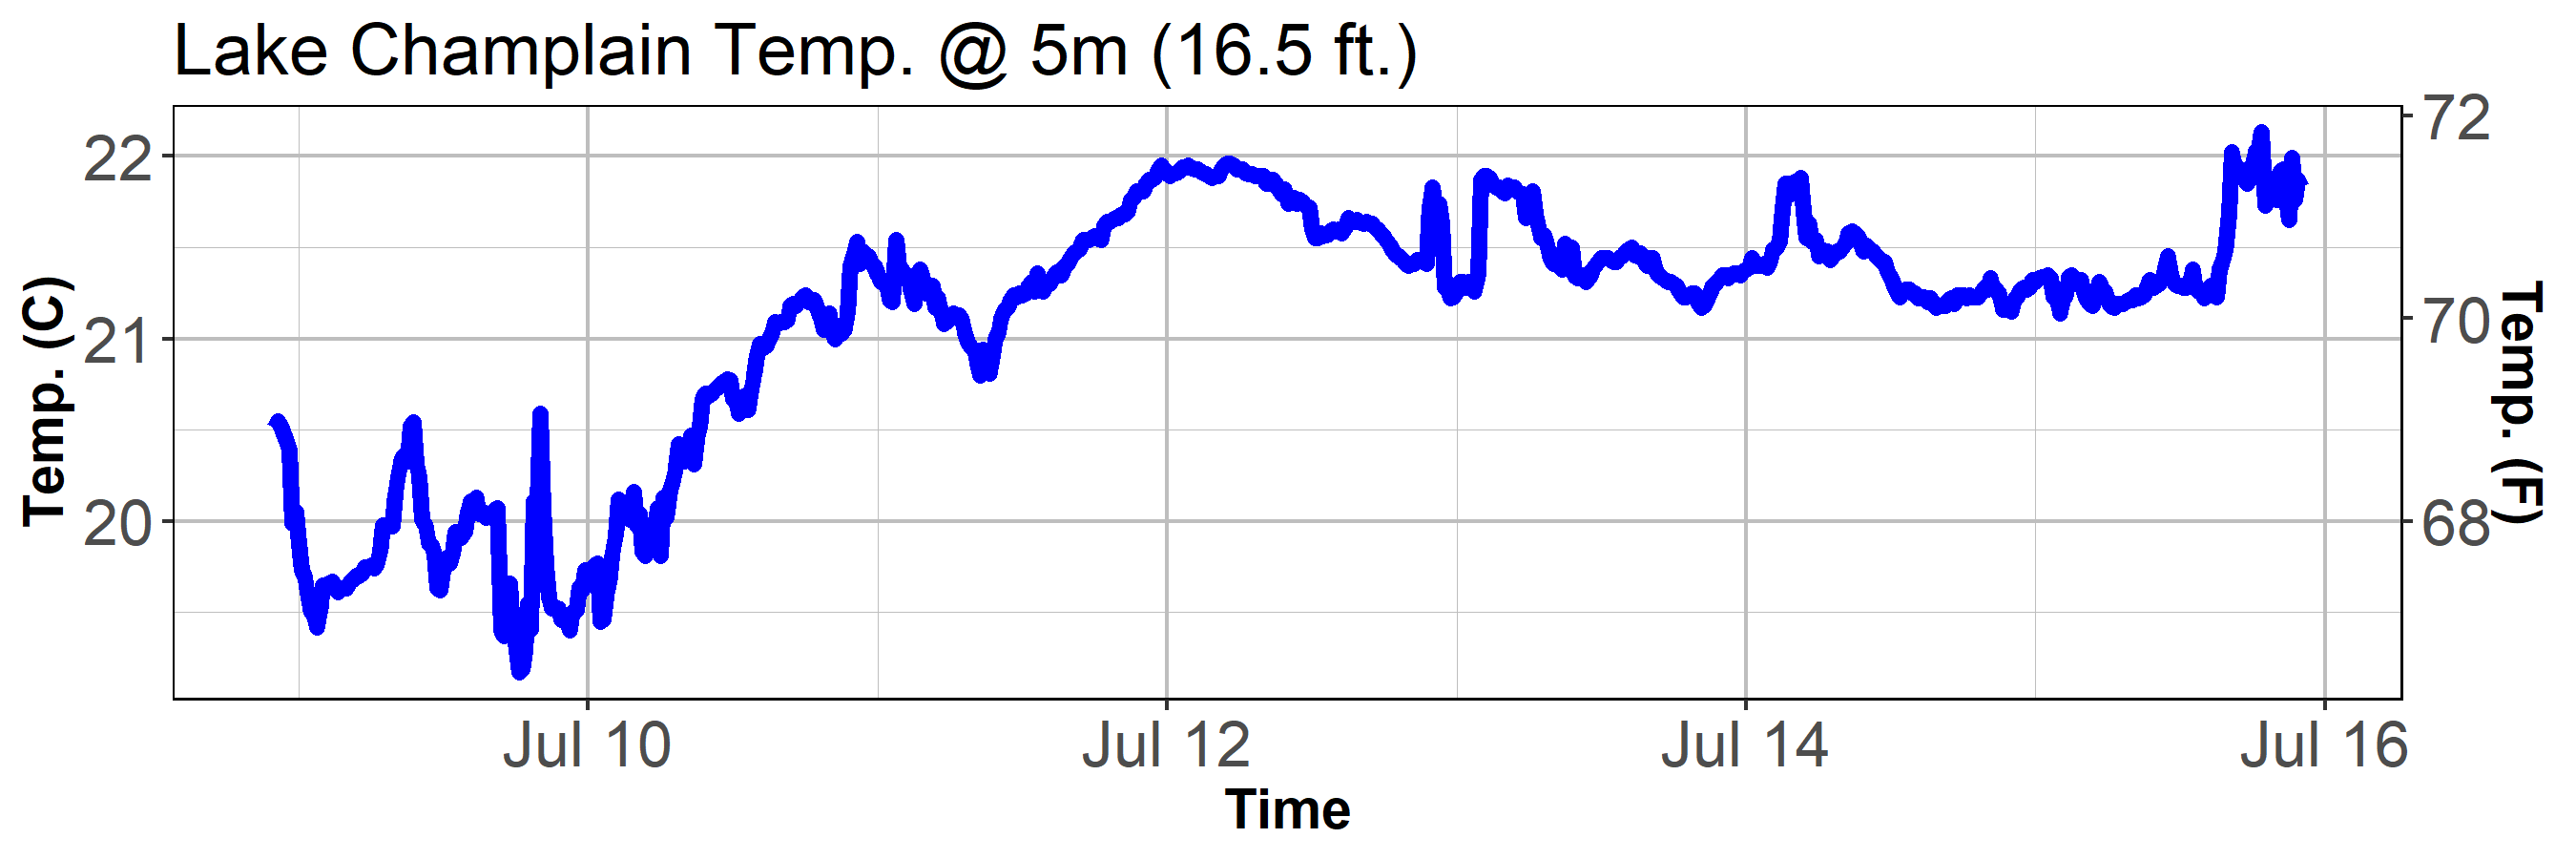 Lake Champlain Temp. @ 5m (16.5 ft.)
Temp. (C)
22
21
20
72
70
68
Temp. (F)
Jul 10 Jul 12 Jul 14 Jul 16
Time